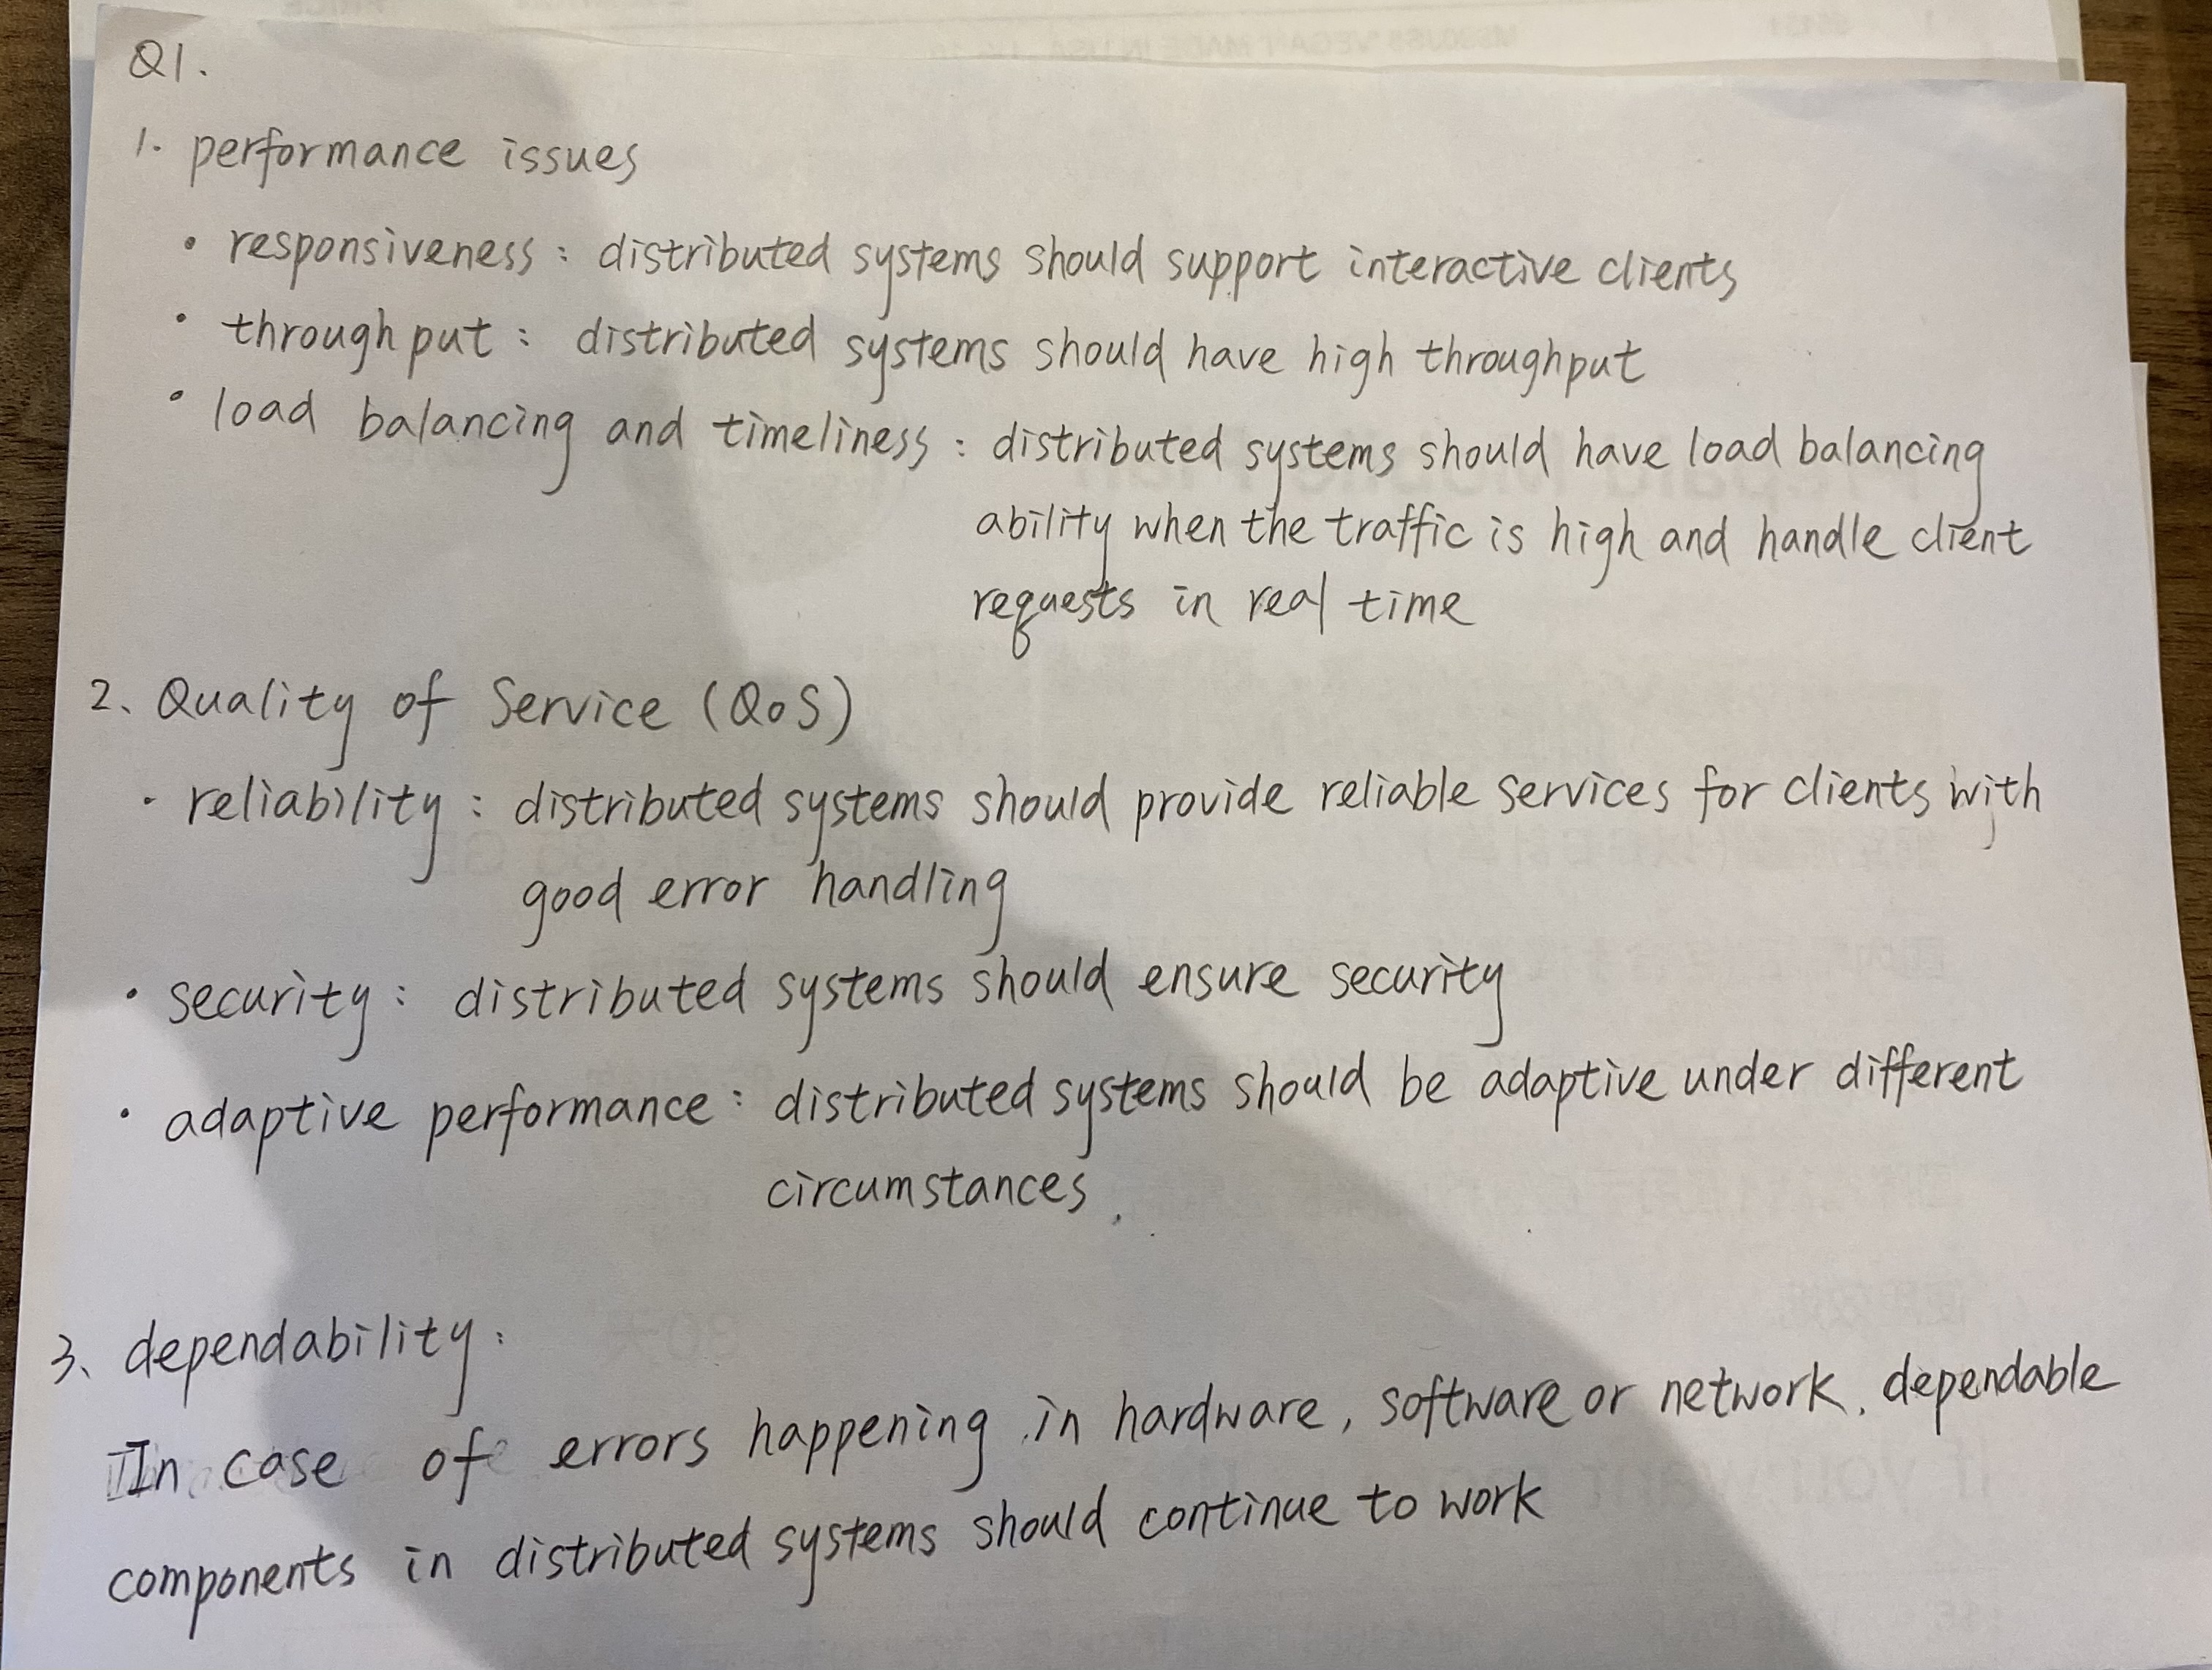 Q1.
1. performance issues
• responsiveness : distributed systems should support interactive clients
• throughput : distributed systems should have high throughput
• load balancing and timeliness : distributed systems should have load balancing
ability when the traffic is high and handle client
requests in real time
2、Quality of Service (QoS)
• reliability : distributed systems should provide reliable services for clients with
good error handling
• security : distributed systems should ensure security
• adaptive performance : distributed systems should be adaptive under different
circumstances.
3、dependability :
In case of errors happening in hardware, software or network, dependable
components in distributed systems should continue to work